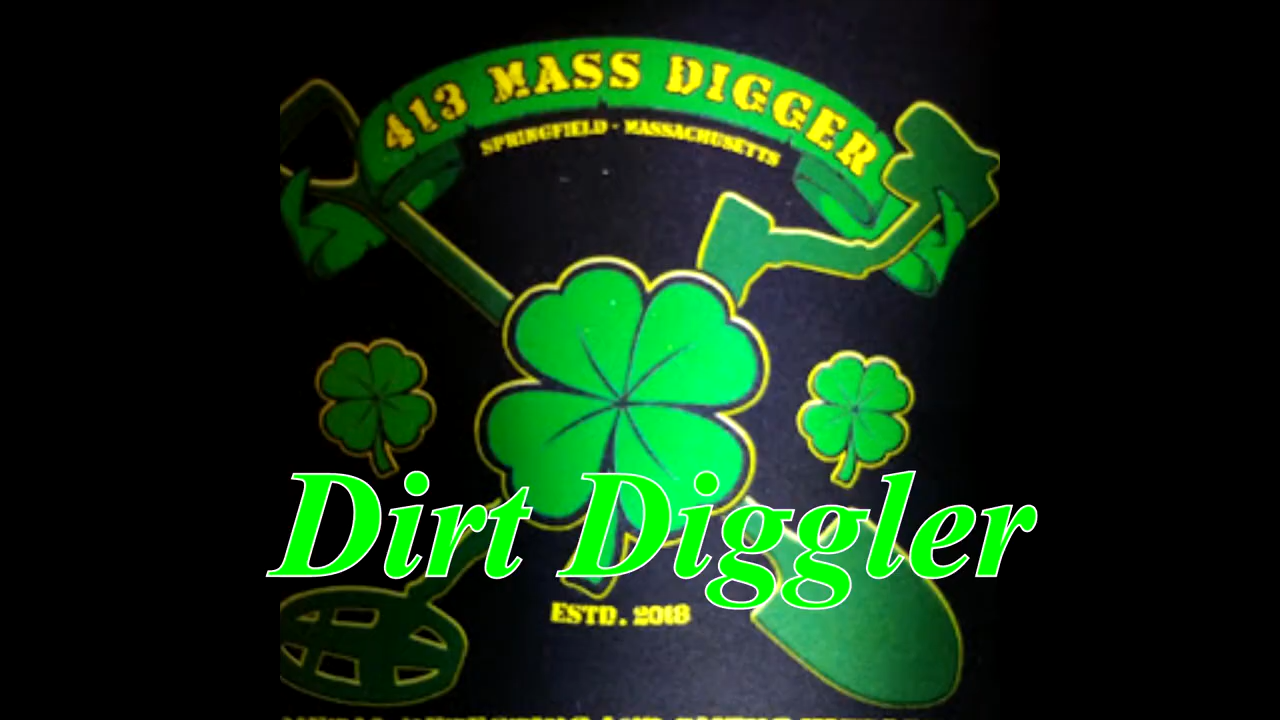 413 MASS DIGGER
SPRINGFIELD - MASSACHUSETTS
Dirt Diggler
ESTD. 2018